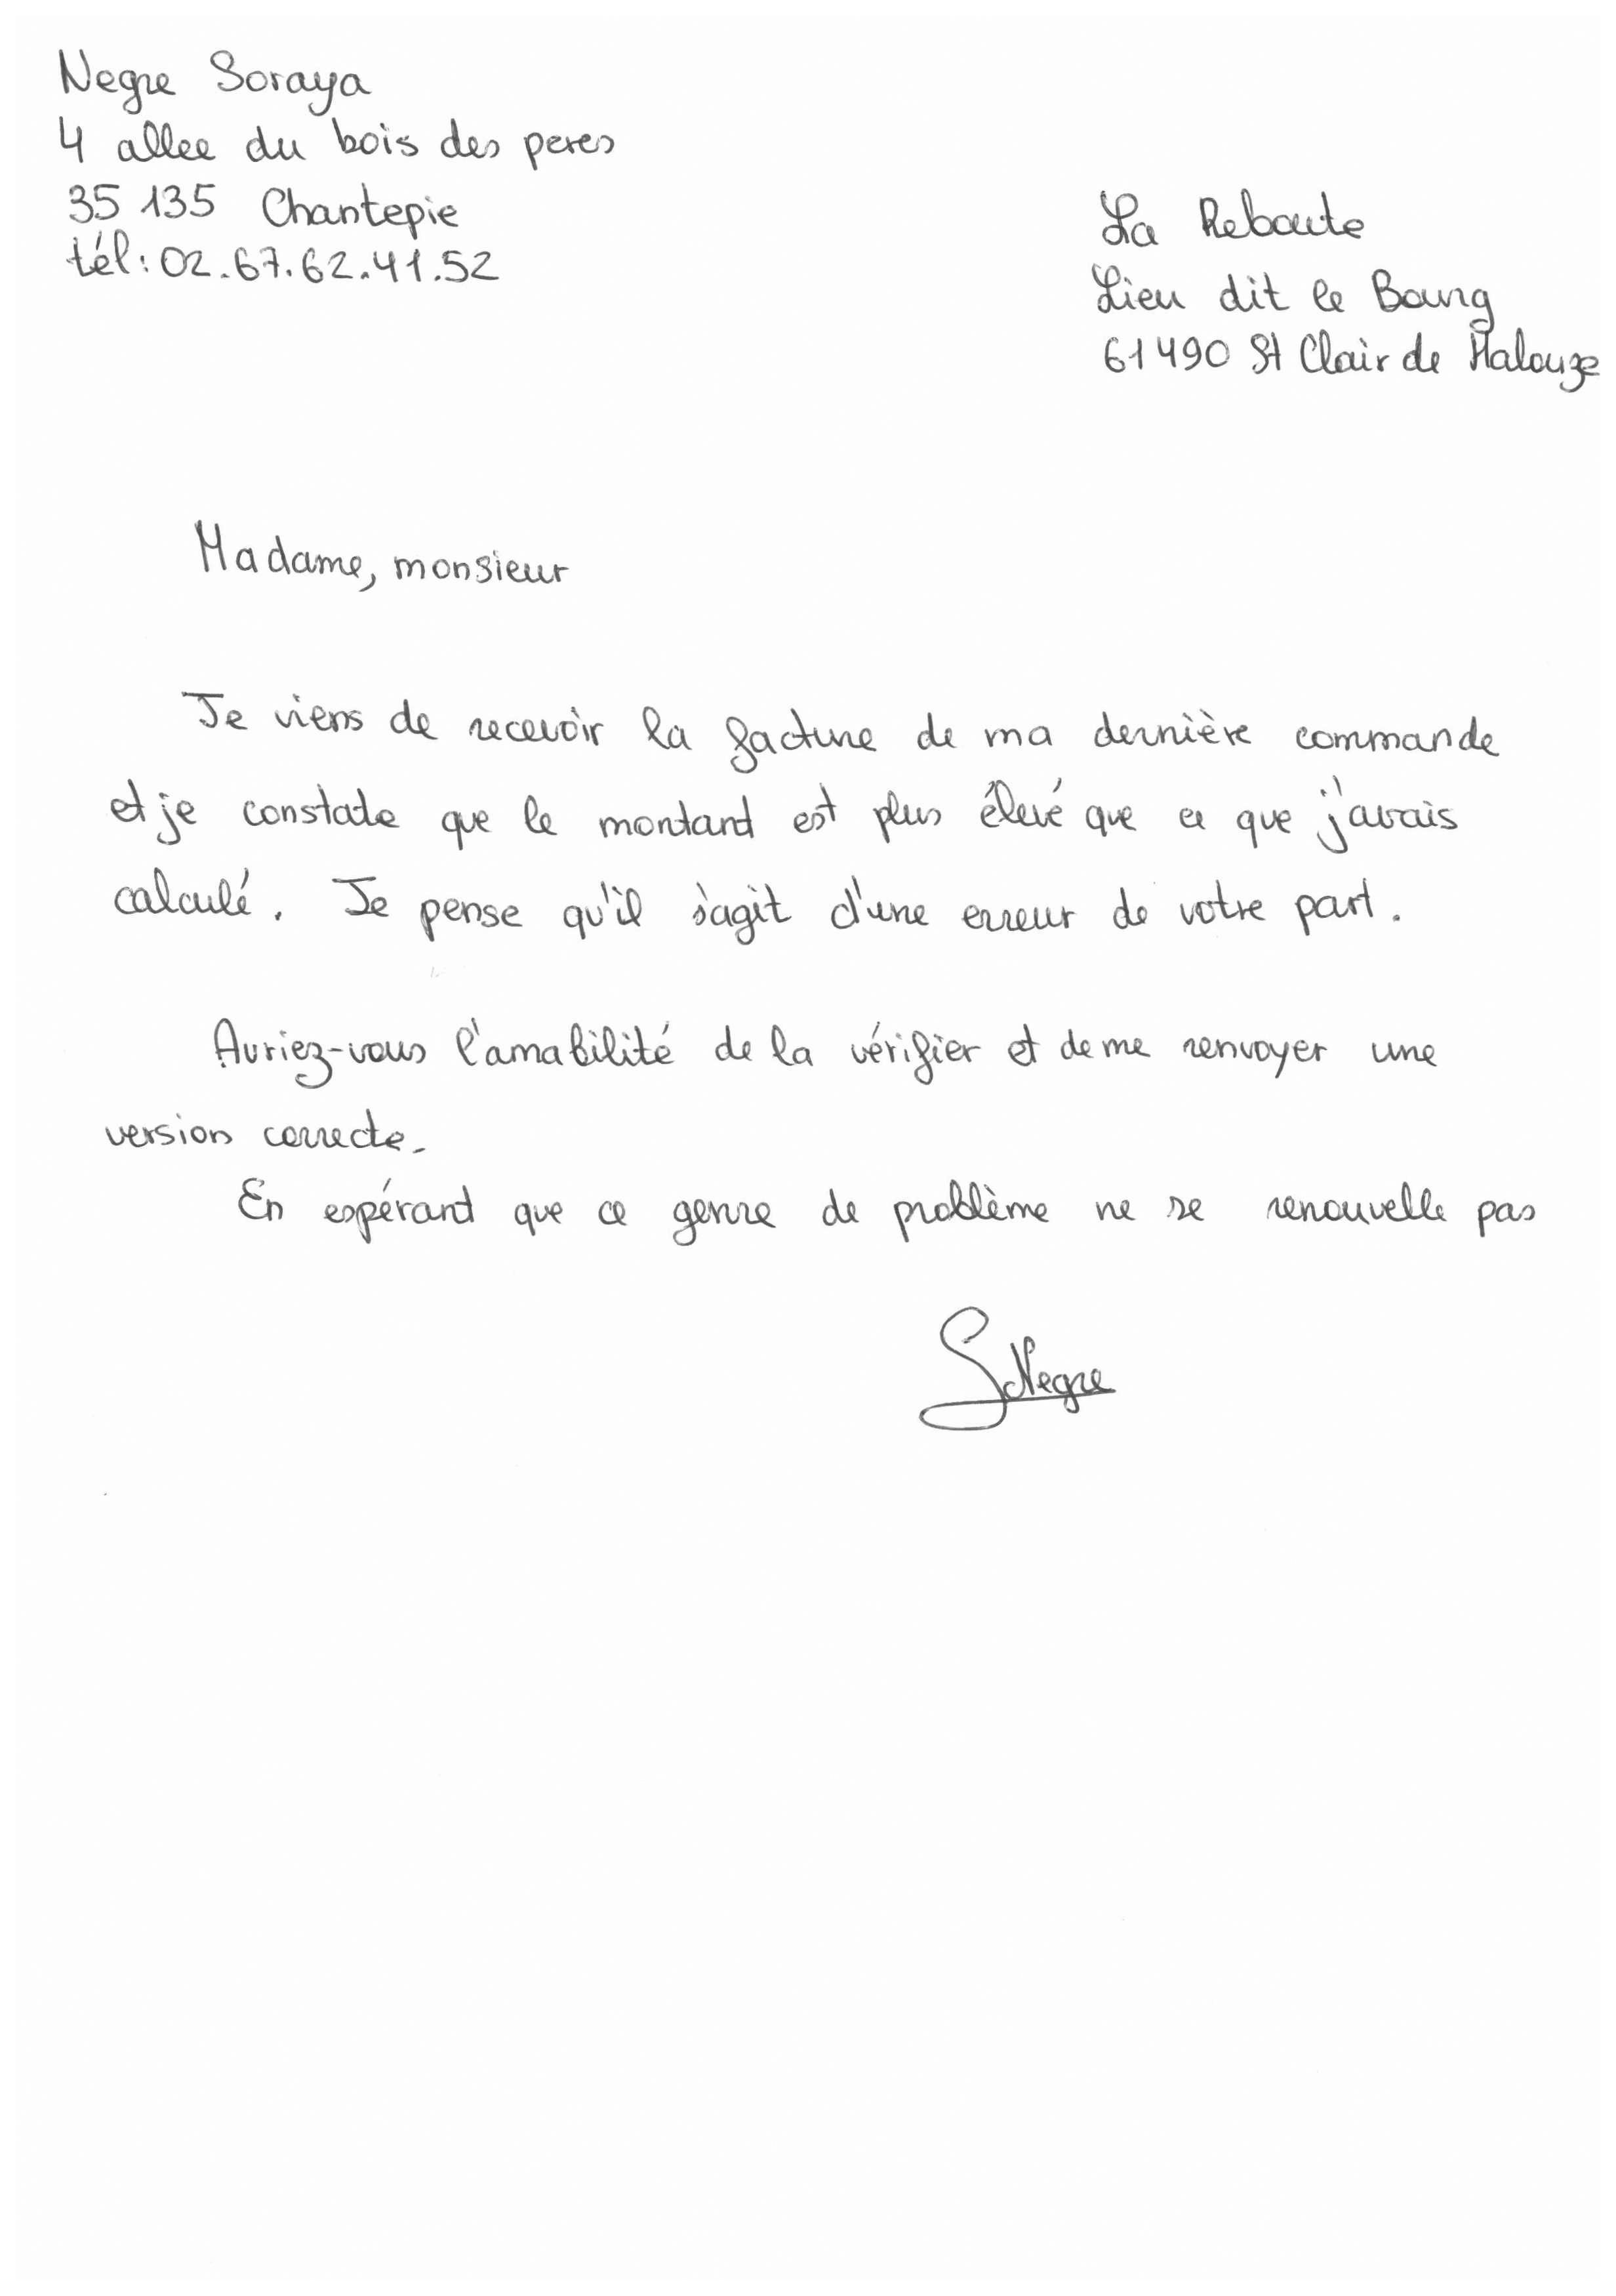 Negre Soraya
4 allee du bois des peres
35 135 Chantepie
tél: 02.67.62.41.52
La Reboute
Lieu dit le Bourg
61490 St Clair de Halouze
Madame, monsieur
Je viens de recevoir la facture de ma dernière commande
et je constate que le montant est plus élevé que ce que j'avais
calculé. Je pense qu'il s'agit d'une erreur de votre part.
Auriez-vous l'amabilité de la vérifier et de me renvoyer une
version correcte.
En espérant que ce genre de problème ne se renouvelle pas
SNegre